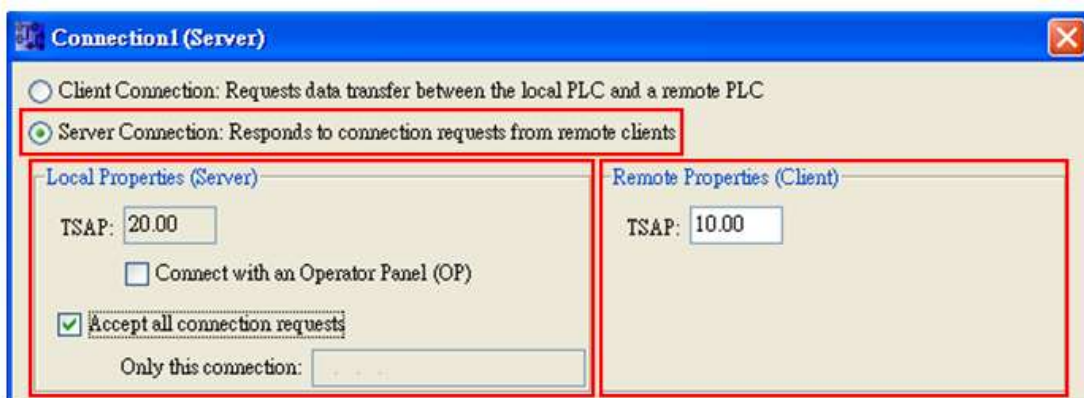 Connection1 (Server)
Client Connection: Requests data transfer between the local PLC and a remote PLC
Server Connection: Responds to connection requests from remote clients
Local Properties (Server)
TSAP: 20.00
Connect with an Operator Panel (OP)
Accept all connection requests
Only this connection: . . .
Remote Properties (Client)
TSAP: 10.00